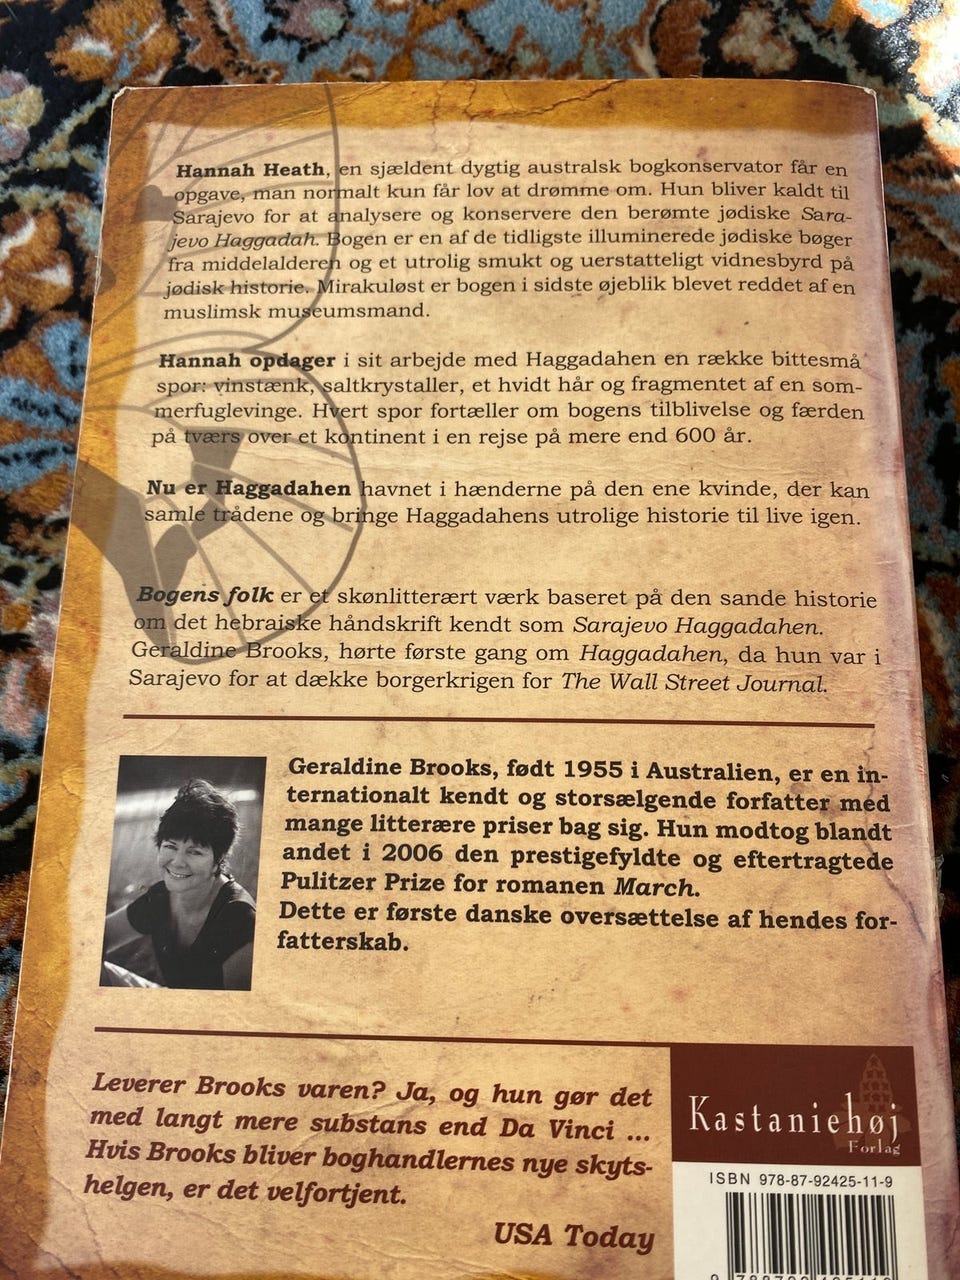 Hannah Heath, en sjældent dygtig australsk bogkonservator får en
opgave, man normalt kun får lov at drømme om. Hun bliver kaldt til
Sarajevo for at analysere og konservere den berømte jødiske Sara-
jevo Haggadah. Bogen er en af de tidligste illuminerede jødiske bøger
fra middelalderen og et utrolig smukt og uerstatteligt vidnesbyrd på
jødisk historie. Mirakuløst er bogen i sidste øjeblik blevet reddet af en
muslimsk museumsmand.
Hannah opdager i sit arbejde med Haggadahen en række bittesmå
spor: vinstænk, saltkrystaller, et hvidt hår og fragmentet af en som-
merfuglevinge. Hvert spor fortæller om bogens tilblivelse og færden
på tværs over et kontinent i en rejse på mere end 600 år.
Nu er Haggadahen havnet i hænderne på den ene kvinde, der kan
samle trådene og bringe Haggadahens utrolige historie til live igen.
Bogens folk er et skønlitterært værk baseret på den sande historie
om det hebraiske håndskrift kendt som Sarajevo Haggadahen.
Geraldine Brooks, hørte første gang om Haggadahen, da hun var i
Sarajevo for at dække borgerkrigen for The Wall Street Journal.
Geraldine Brooks, født 1955 i Australien, er en in-
ternationalt kendt og storsælgende forfatter med
mange litterære priser bag sig. Hun modtog blandt
andet i 2006 den prestigefyldte og eftertragtede
Pulitzer Prize for romanen March.
Dette er første danske oversættelse af hendes for-
fatterskab.
Leverer Brooks varen? Ja, og hun gør det
med langt mere substans end Da Vinci ...
Hvis Brooks bliver boghandlernes nye skyts-
helgen, er det velfortjent.
USA Today
Kastaniehøj
Forlag
ISBN 978-87-92425-11-9